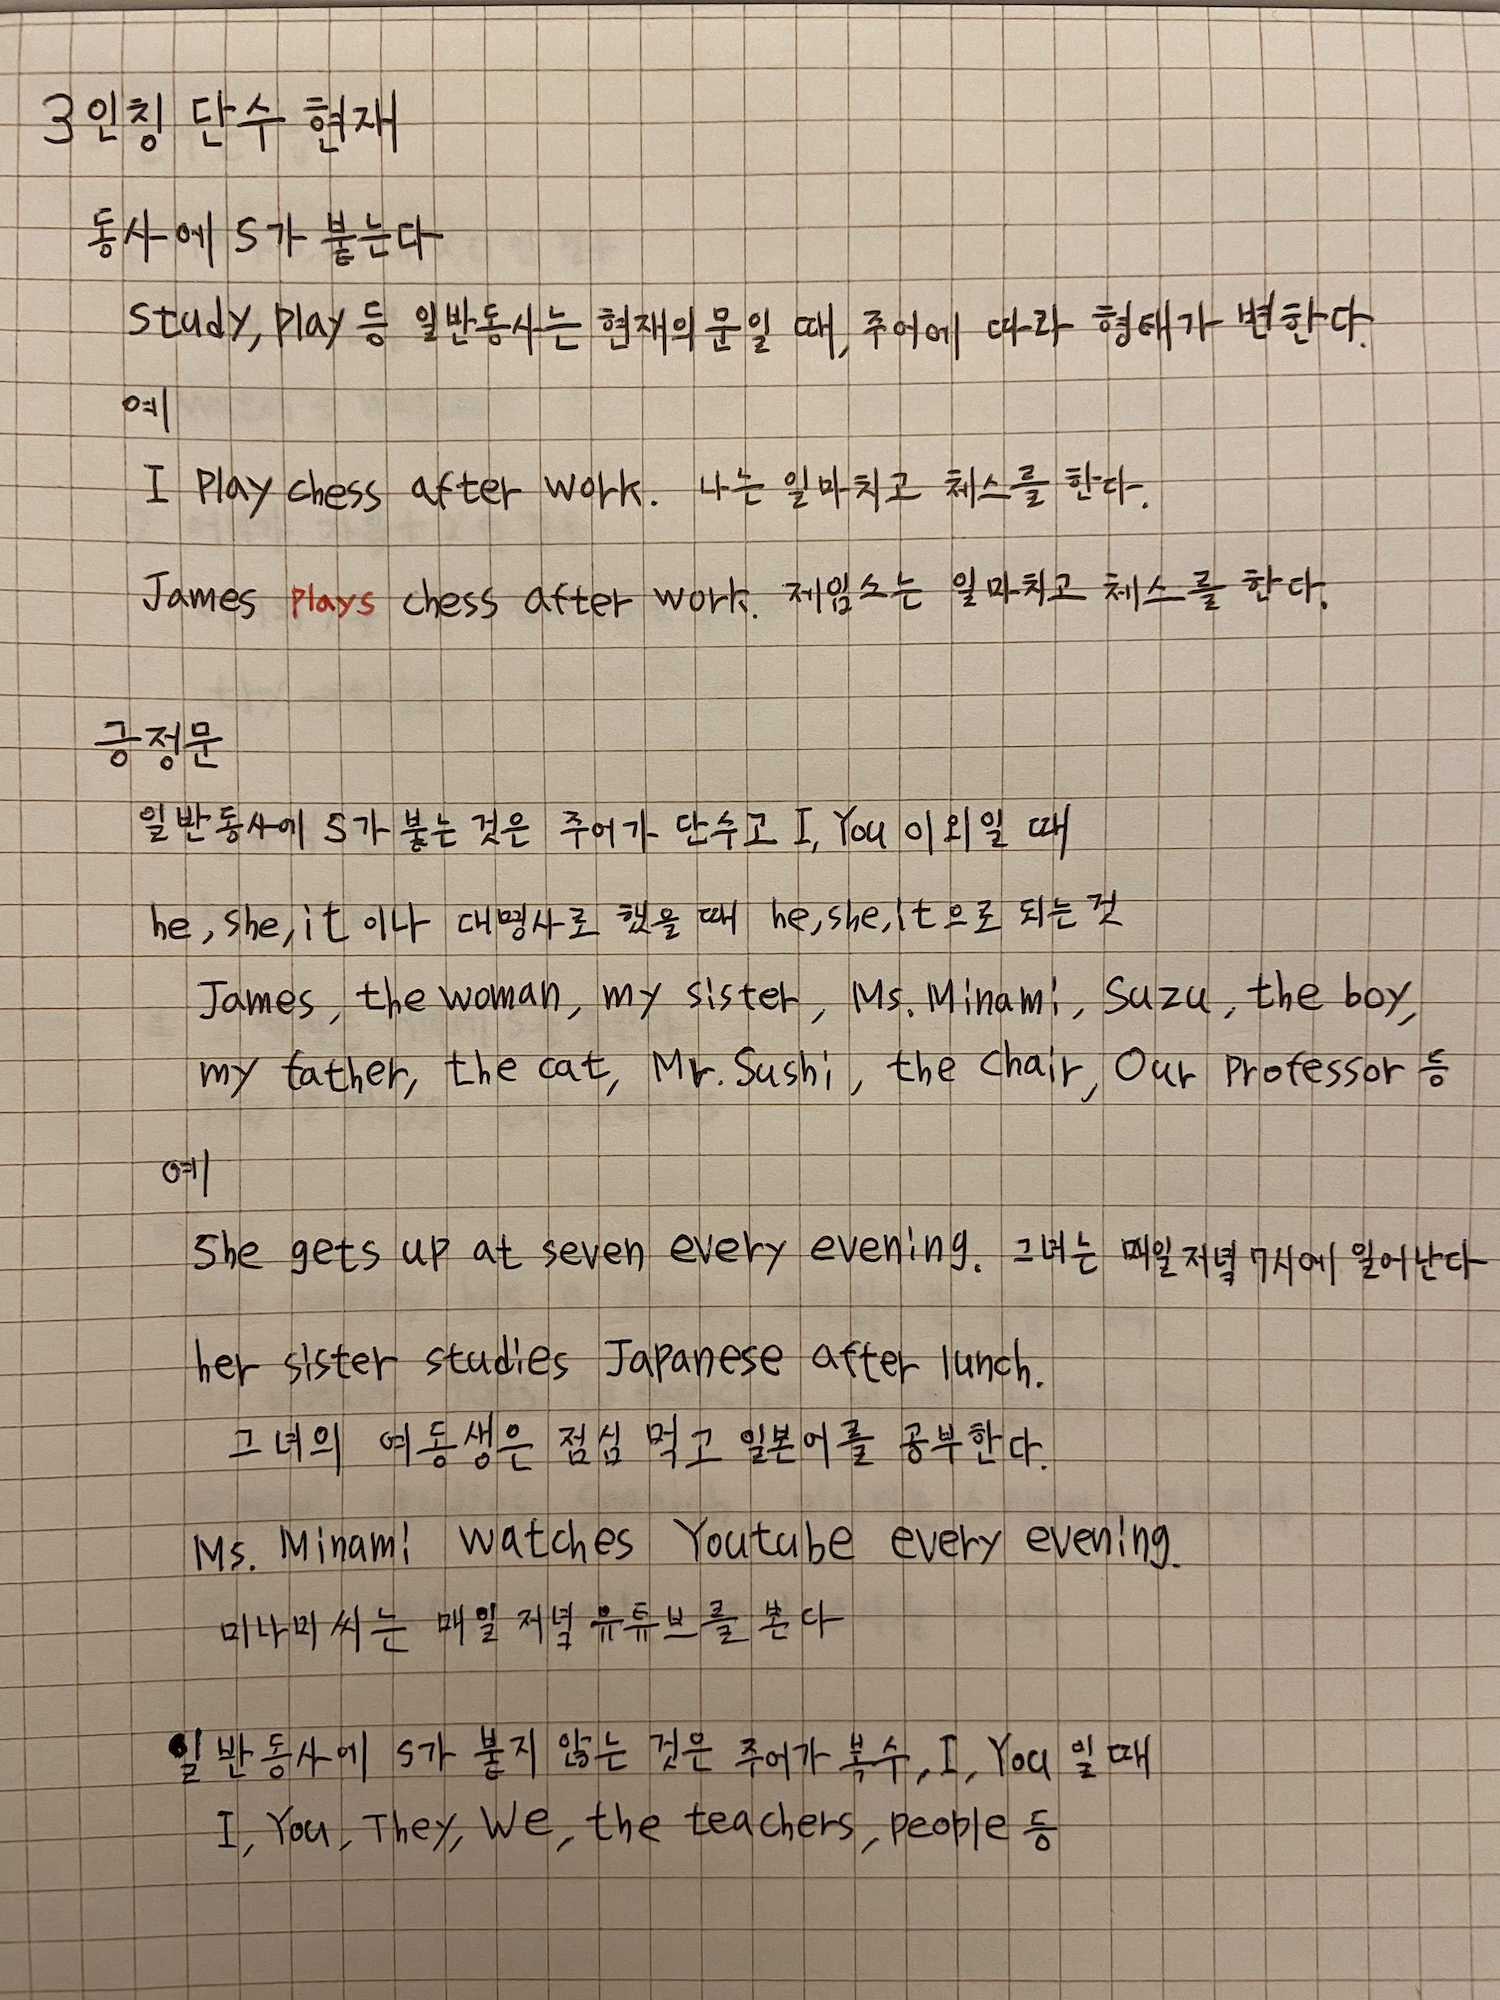 3인칭 단수 현재
동사에 s가 붙는다
study, play 등 일반동사는 현재의 문일 때, 주어에 따라 형태가 변한다.
예
I play chess after work. 나는 일마치고 체스를 한다.
James plays chess after work. 제임스는 일마치고 체스를 한다.
긍정문
일반동사에 s가 붙는 것은 주어가 단수고 I, You 이외일 때
he, she, it 이나 대명사로 했을 때 he, she, it으로 되는 것
James, the woman, my sister, Ms. Minami, Suzu, the boy,
my father, the cat, Mr. Sushi, the chair, Our professor 등
예
She gets up at seven every evening. 그녀는 매일 저녁 7시에 일어난다
her sister studies Japanese after lunch.
그녀의 여동생은 점심 먹고 일본어를 공부한다.
Ms. Minami watches Youtube every evening.
미나미씨는 매일 저녁 유튜브를 본다
일반동사에 s가 붙지 않는 것은 주어가 복수, I, You 일 때
I, You, They, We, the teachers, people 등